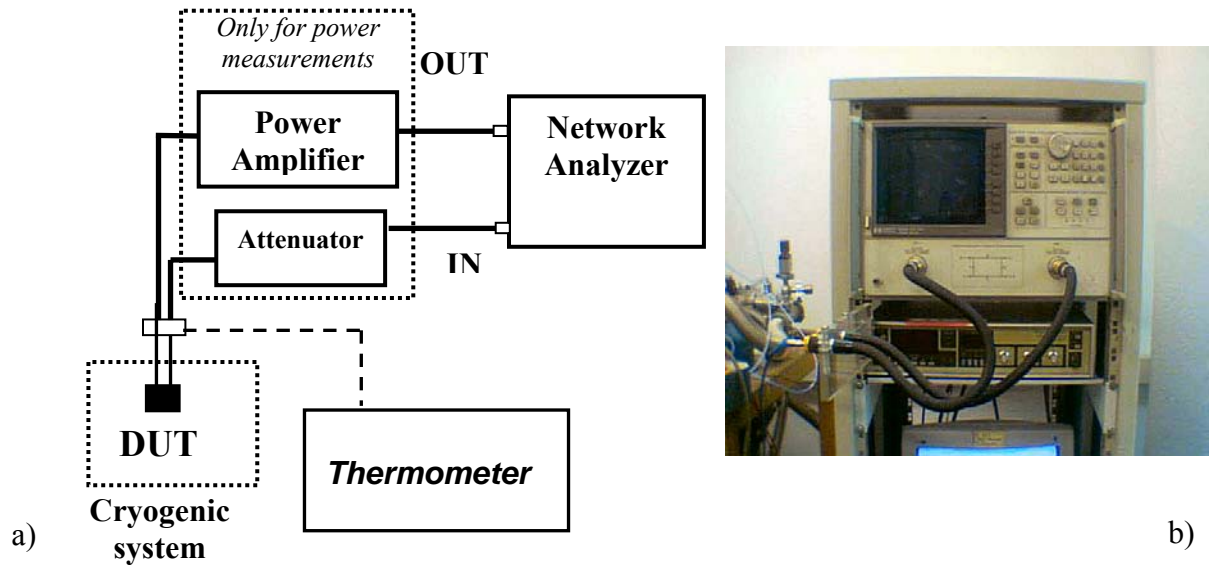 Only for power
measurements
OUT
Power
Amplifier
Network
Analyzer
Attenuator
IN
DUT
Thermometer
Cryogenic
system
a)
b)